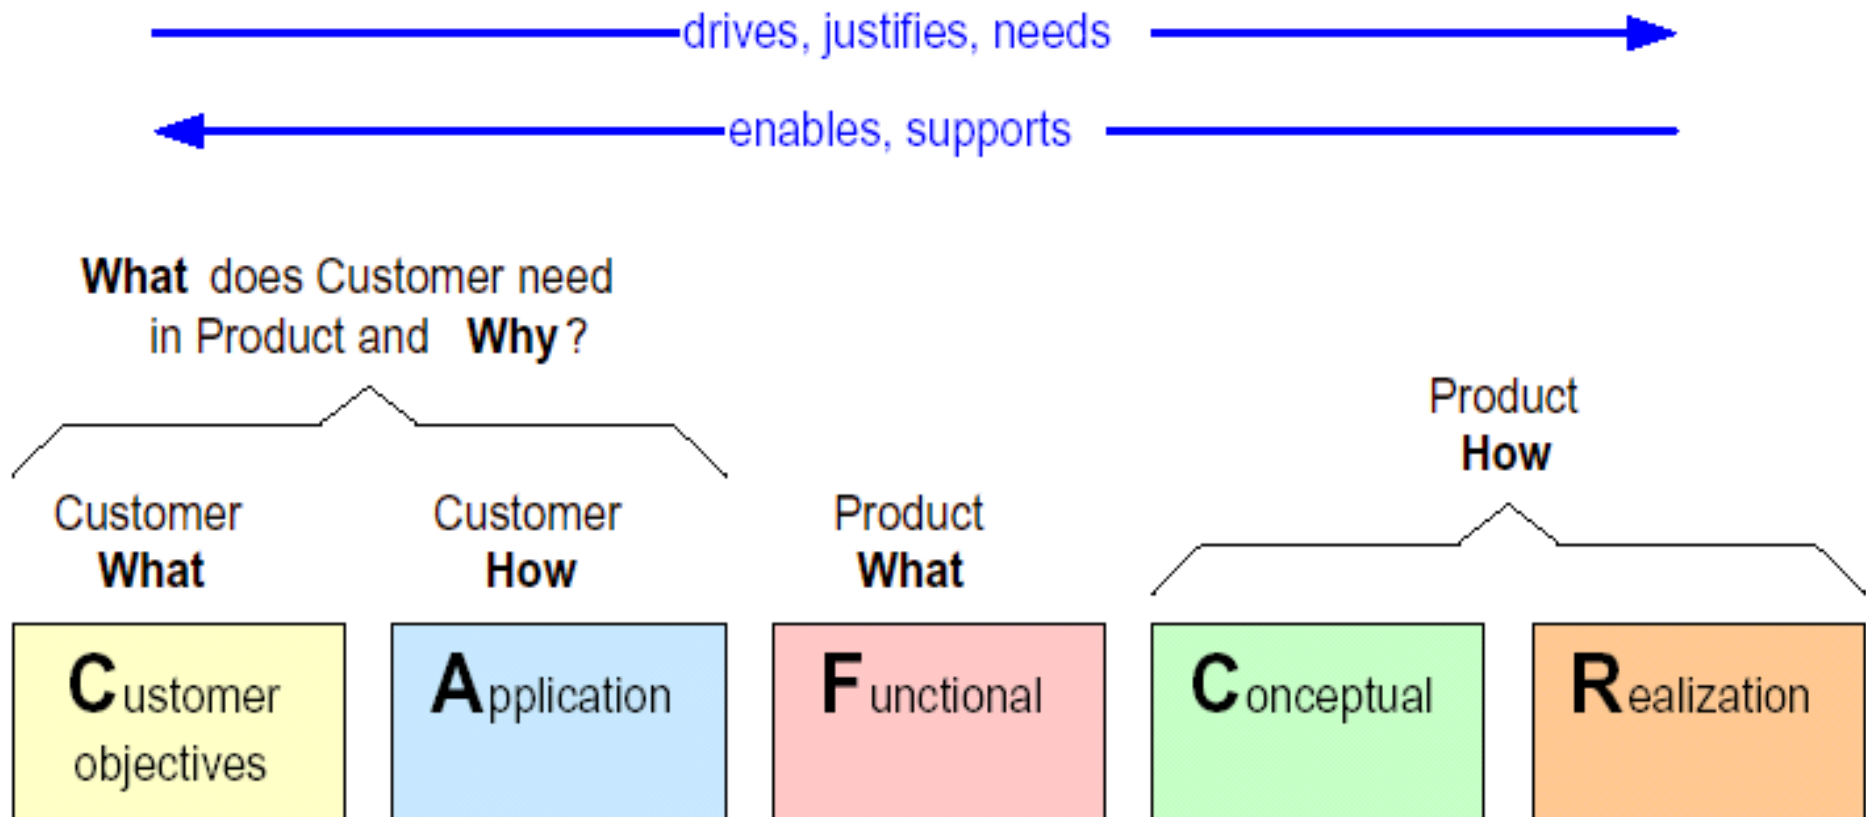 drives, justifies, needs
enables, supports
What does Customer need
in Product and Why?
Product
How
Customer
What
Customer
How
Product
What
Customer
objectives
Application
Functional
Conceptual
Realization